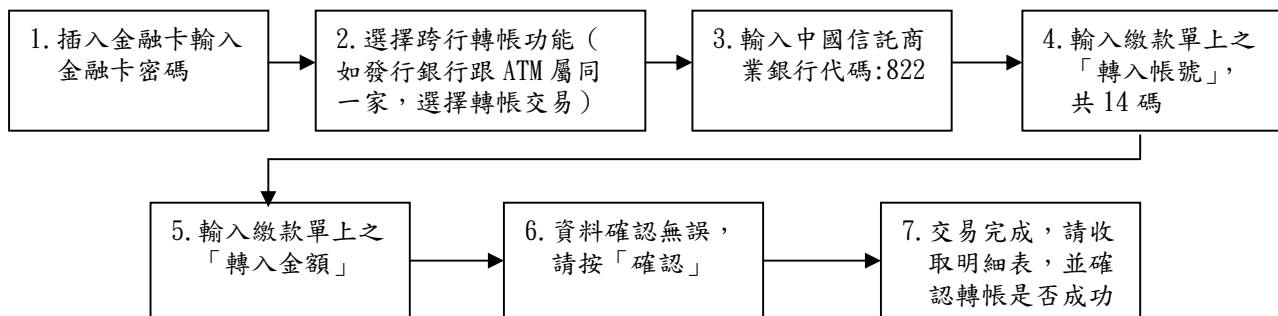 1.插入金融卡輸入
金融卡密碼
2.選擇跨行轉帳功能（
如發行銀行跟 ATM 屬同
一家，選擇轉帳交易）
3.輸入中國信託商
業銀行代碼:822
4.輸入繳款單上之
「轉入帳號」，
共 14 碼
5.輸入繳款單上之
「轉入金額」
6.資料確認無誤，
請按「確認」
7.交易完成，請收
取明細表，並確
認轉帳是否成功